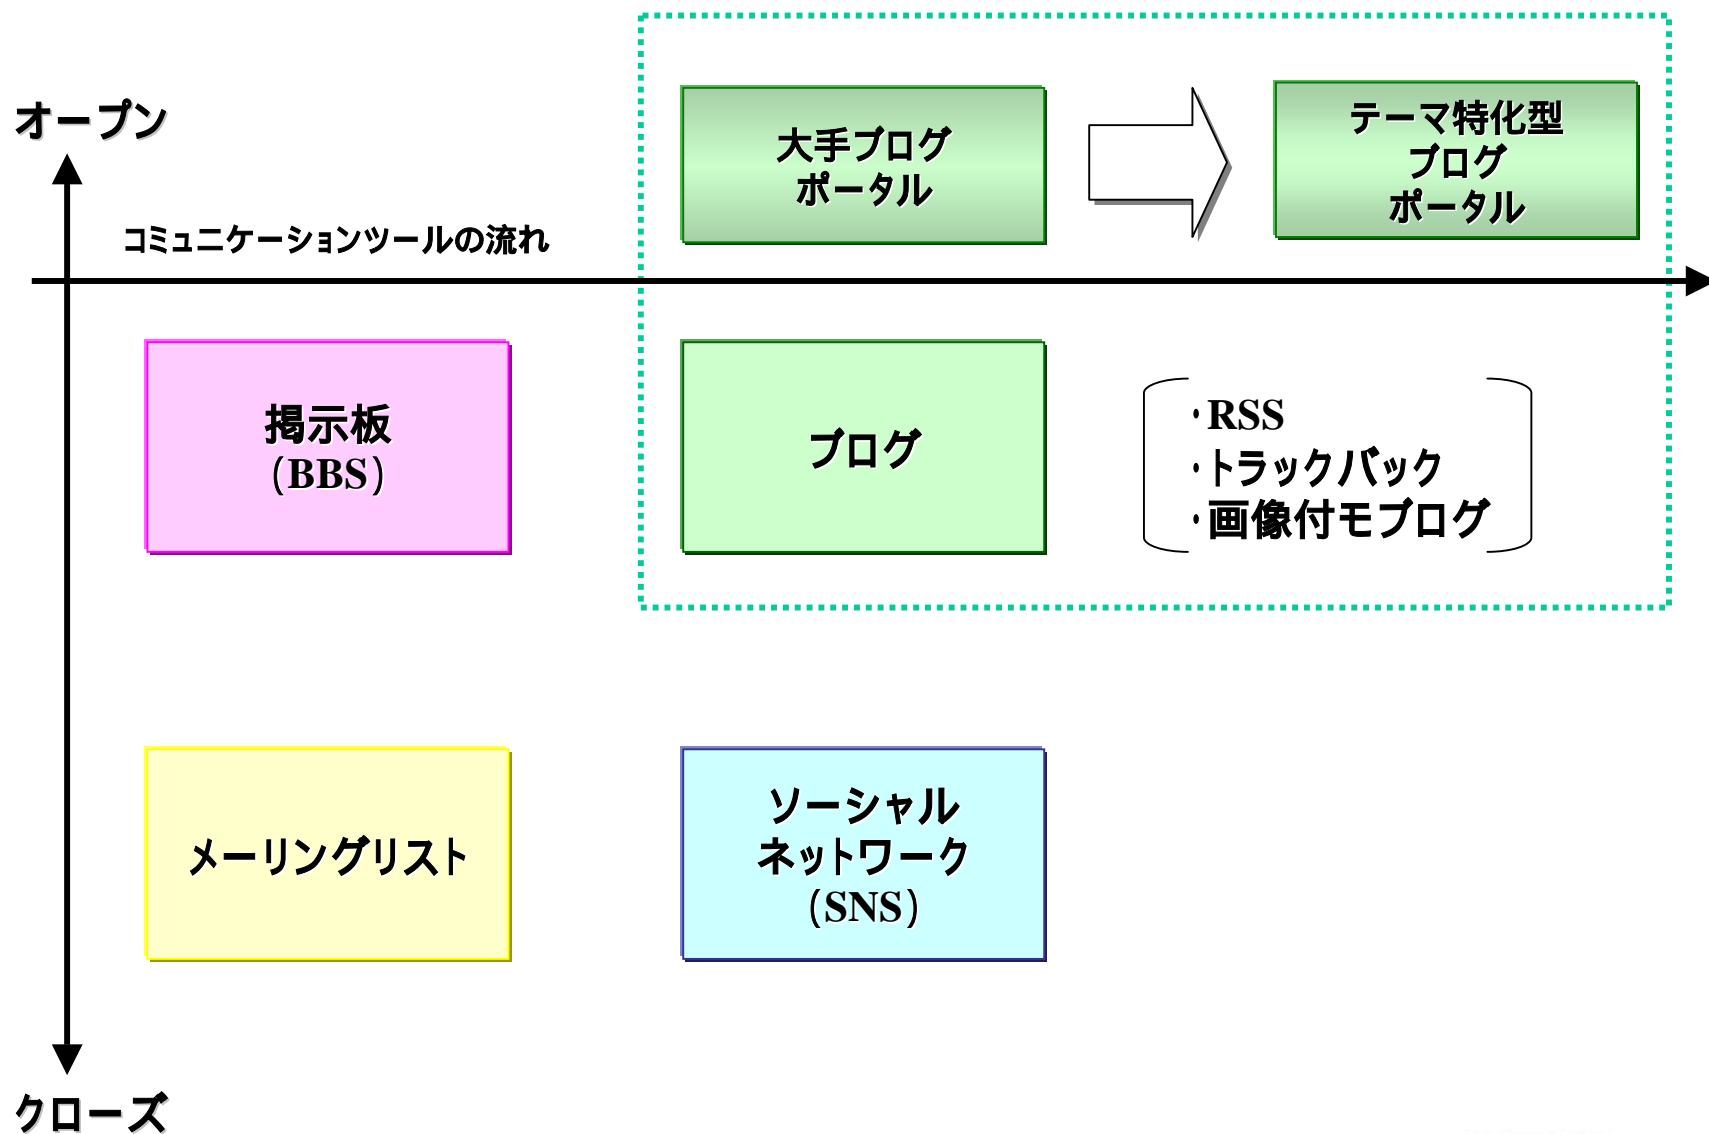 オープン
大手ブログ
ポータル
テーマ特化型
ブログ
ポータル
コミュニケーションツールの流れ
掲示板
（BBS）
ブログ
・RSS
・トラックバック
・画像付モブログ
メーリングリスト
ソーシャル
ネットワーク
（SNS）
クローズ